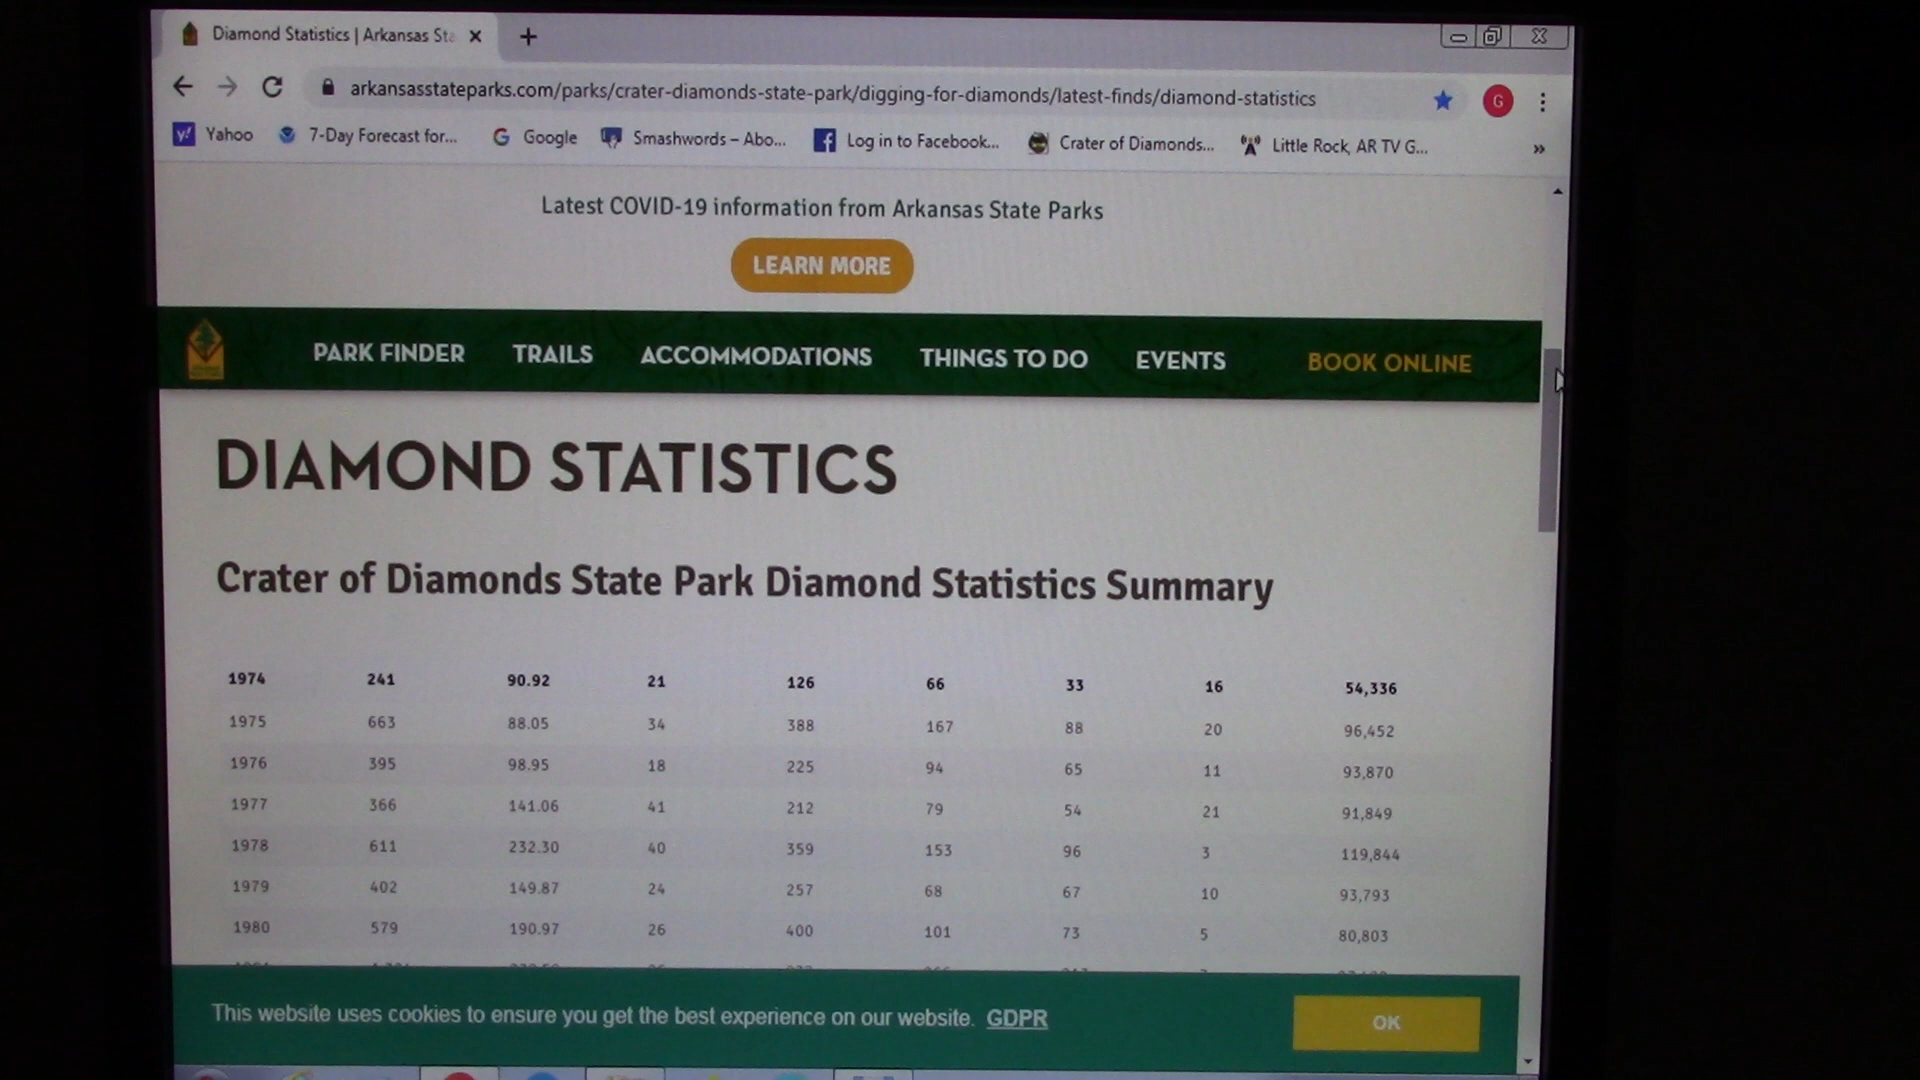 Diamond Statistics | Arkansas Sta
arkansasstateparks.com/parks/crater-diamonds-state-park/digging-for-diamonds/latest-finds/diamond-statistics
G
Yahoo 7-Day Forecast for... Google Smashwords – Abo... Log in to Facebook... Crater of Diamonds... Little Rock, AR TV G... »
Latest COVID-19 information from Arkansas State Parks
LEARN MORE
PARK FINDER TRAILS ACCOMMODATIONS THINGS TO DO EVENTS BOOK ONLINE
DIAMOND STATISTICS
Crater of Diamonds State Park Diamond Statistics Summary
1974 241 90.92 21 126 66 33 16 54,336
1975 663 88.05 34 388 167 88 20 96,452
1976 395 98.95 18 225 94 65 11 93,870
1977 366 141.06 41 212 79 54 21 91,849
1978 611 232.30 40 359 153 96 3 119,844
1979 402 149.87 24 257 68 67 10 93,793
1980 579 190.97 26 400 101 73 5 80,803
This website uses cookies to ensure you get the best experience on our website. GDPR
OK